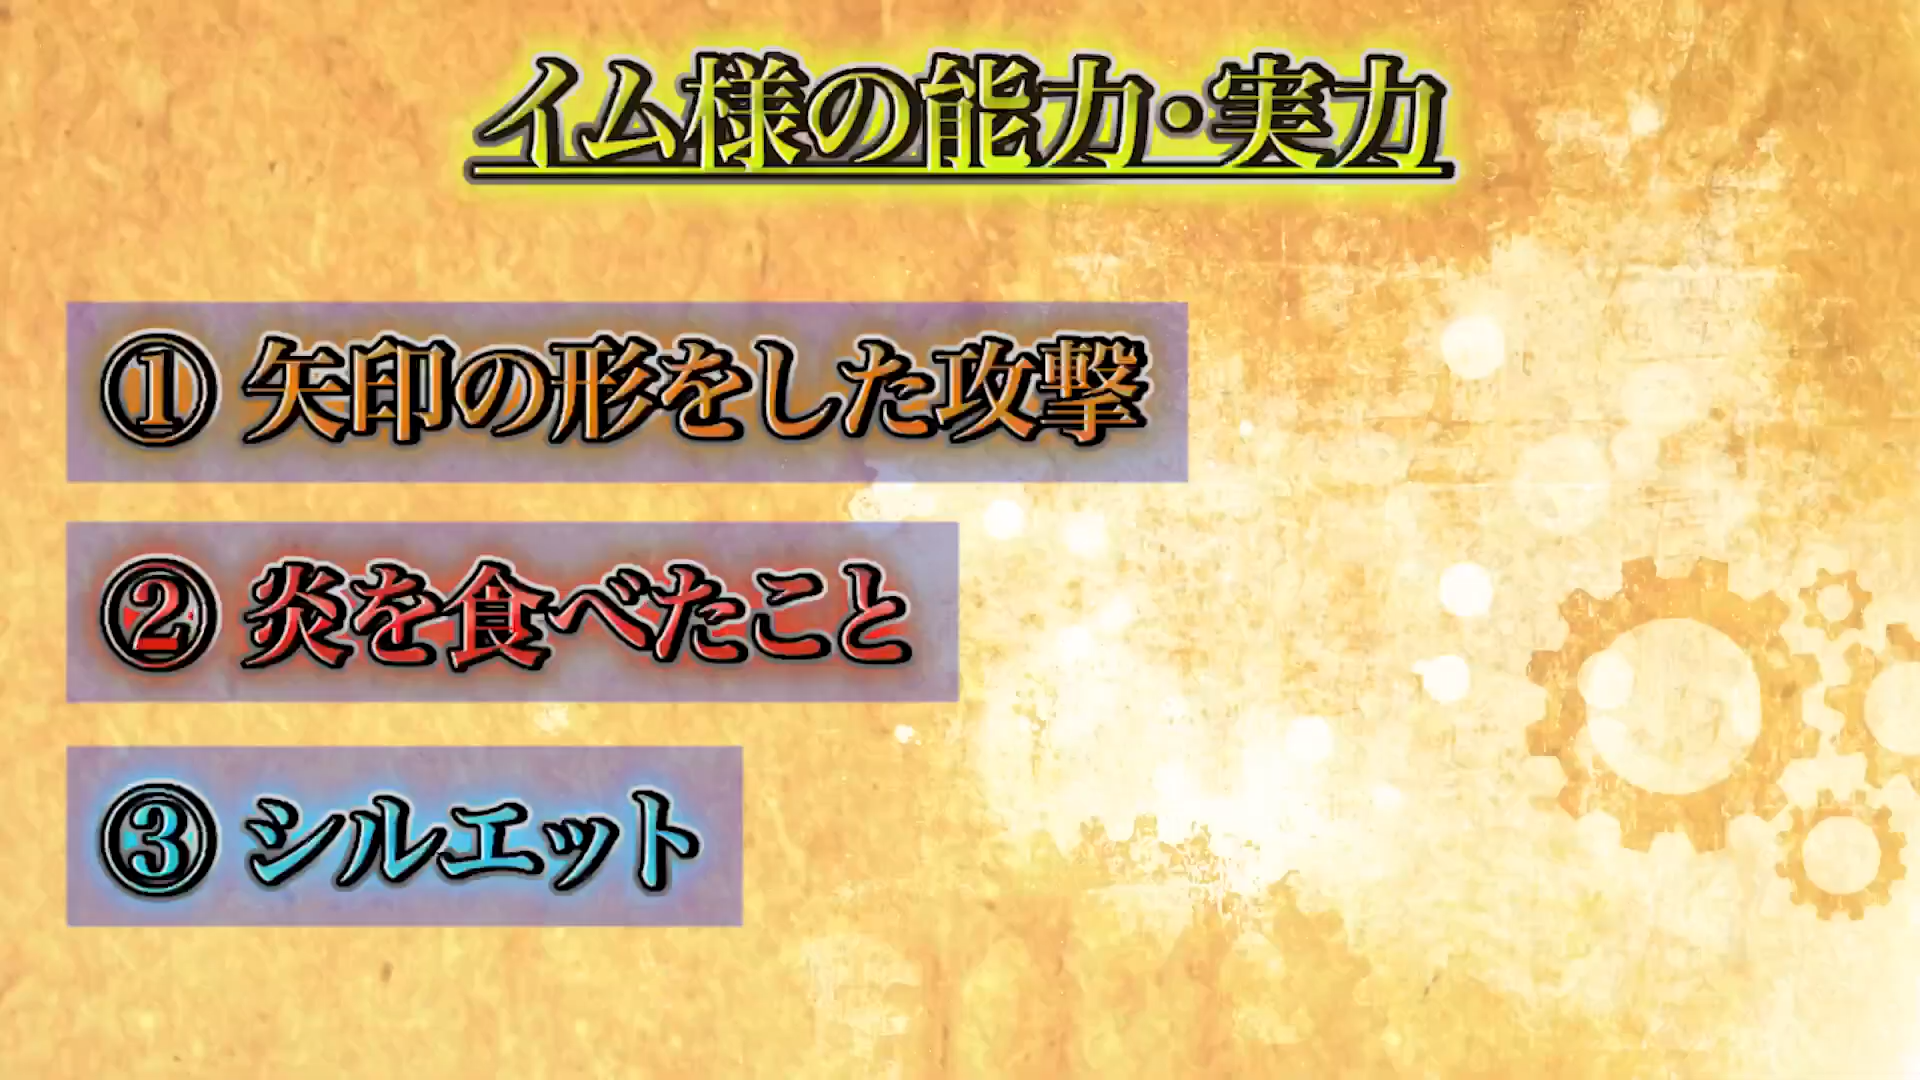 イム様の能力・実力
① 矢印の形をした攻撃
② 炎を食べたこと
③ シルエット